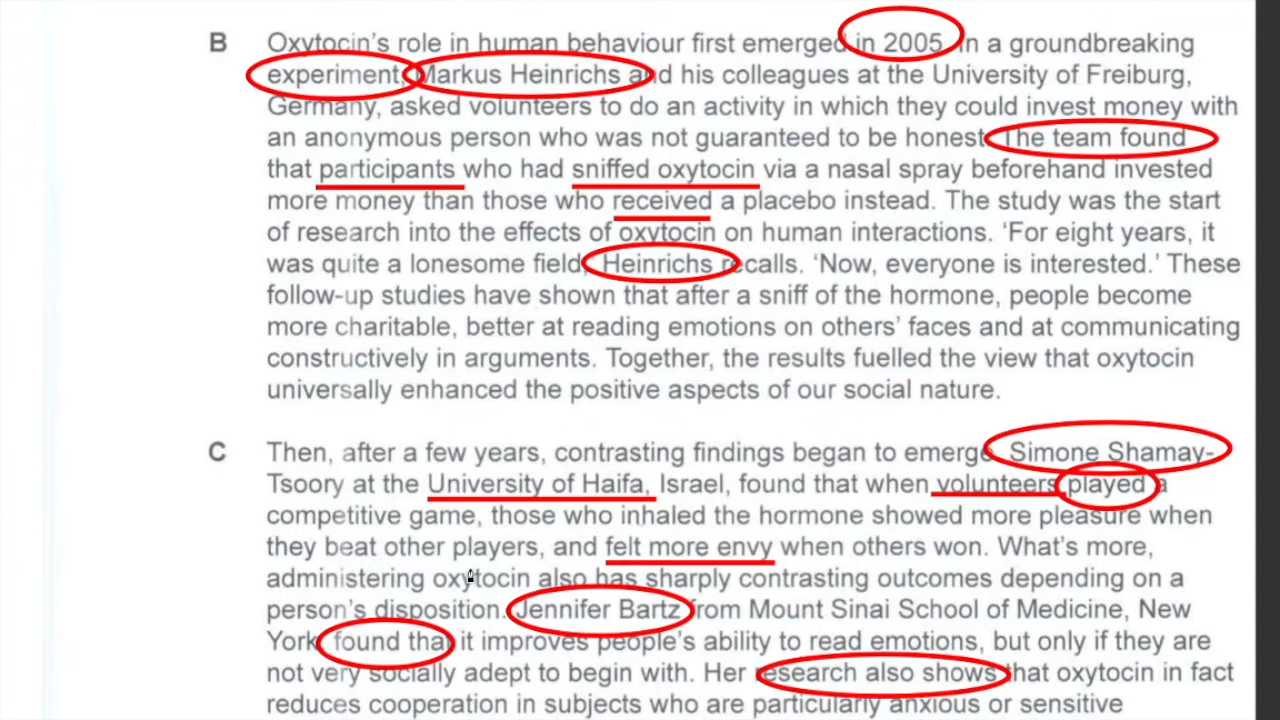 B Oxytocin's role in human behaviour first emerged in 2005. In a groundbreaking
experiment, Markus Heinrichs and his colleagues at the University of Freiburg,
Germany, asked volunteers to do an activity in which they could invest money with
an anonymous person who was not guaranteed to be honest. The team found
that participants who had sniffed oxytocin via a nasal spray beforehand invested
more money than those who received a placebo instead. The study was the start
of research into the effects of oxytocin on human interactions. 'For eight years, it
was quite a lonesome field,' Heinrichs recalls. 'Now, everyone is interested.' These
follow-up studies have shown that after a sniff of the hormone, people become
more charitable, better at reading emotions on others' faces and at communicating
constructively in arguments. Together, the results fuelled the view that oxytocin
universally enhanced the positive aspects of our social nature.
C Then, after a few years, contrasting findings began to emerge. Simone Shamay-
Tsoory at the University of Haifa, Israel, found that when volunteers played a
competitive game, those who inhaled the hormone showed more pleasure when
they beat other players, and felt more envy when others won. What's more,
administering oxytocin also has sharply contrasting outcomes depending on a
person's disposition. Jennifer Bartz from Mount Sinai School of Medicine, New
York, found that it improves people's ability to read emotions, but only if they are
not very socially adept to begin with. Her research also shows that oxytocin in fact
reduces cooperation in subjects who are particularly anxious or sensitive